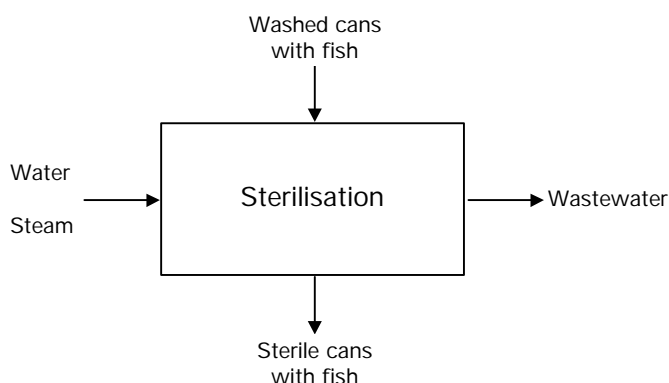 Washed cans
with fish
Water
Steam
Sterilisation
Wastewater
Sterile cans
with fish